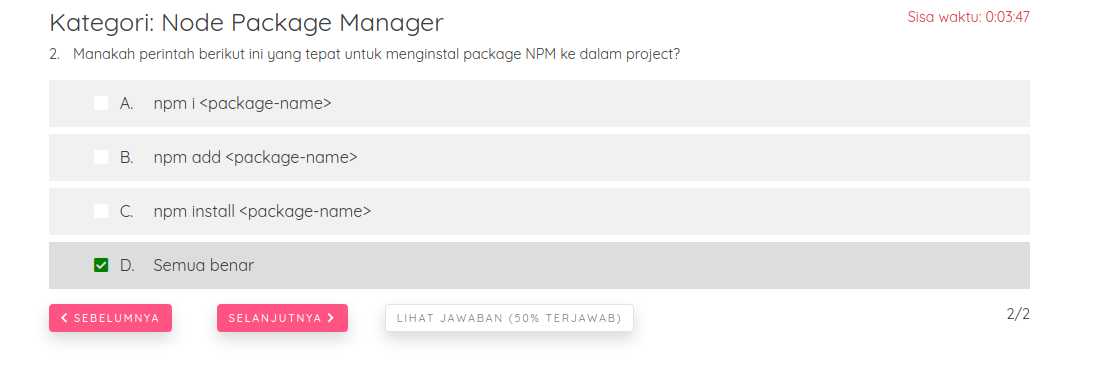 Kategori: Node Package Manager
Sisa waktu: 0:03:47
2. Manakah perintah berikut ini yang tepat untuk menginstal package NPM ke dalam project?
A. npm i <package-name>
B. npm add <package-name>
C. npm install <package-name>
D. Semua benar
SEBELUMNYA
SELANJUTNYA
LIHAT JAWABAN (50% TERJAWAB)
2/2